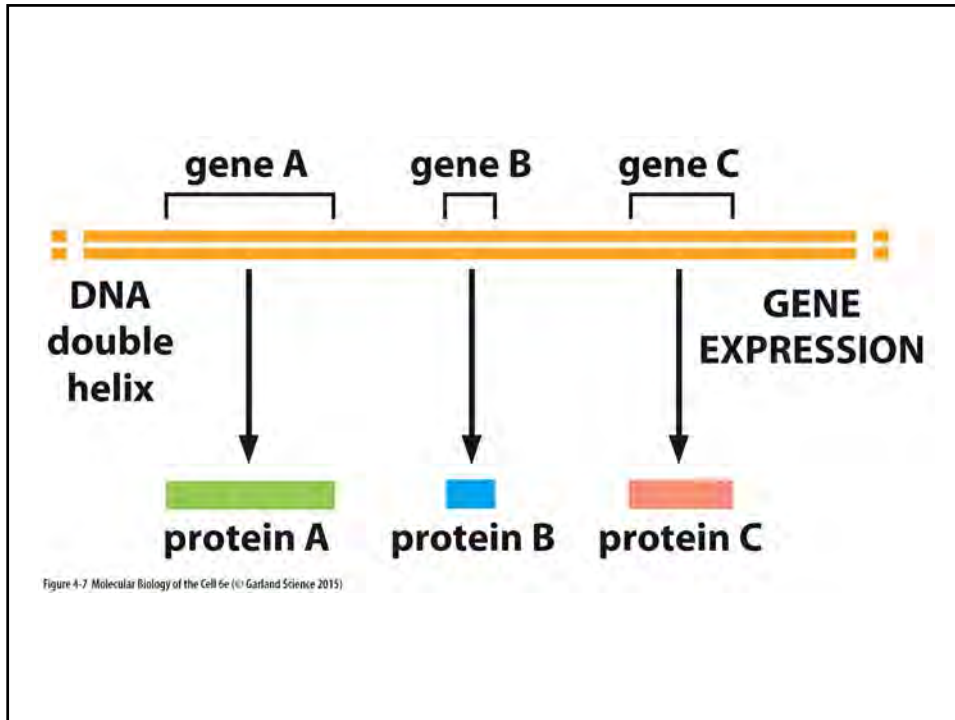 gene A gene B gene C
DNA
double
helix
GENE
EXPRESSION
protein A protein B protein C
Figure 4-7 Molecular Biology of the Cell 6e (© Garland Science 2015)